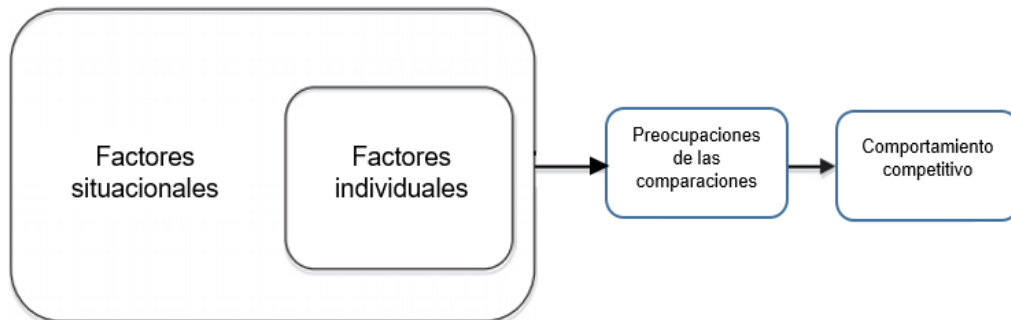 Factores
situacionales
Factores
individuales
Preocupaciones
de las
comparaciones
Comportamiento
competitivo